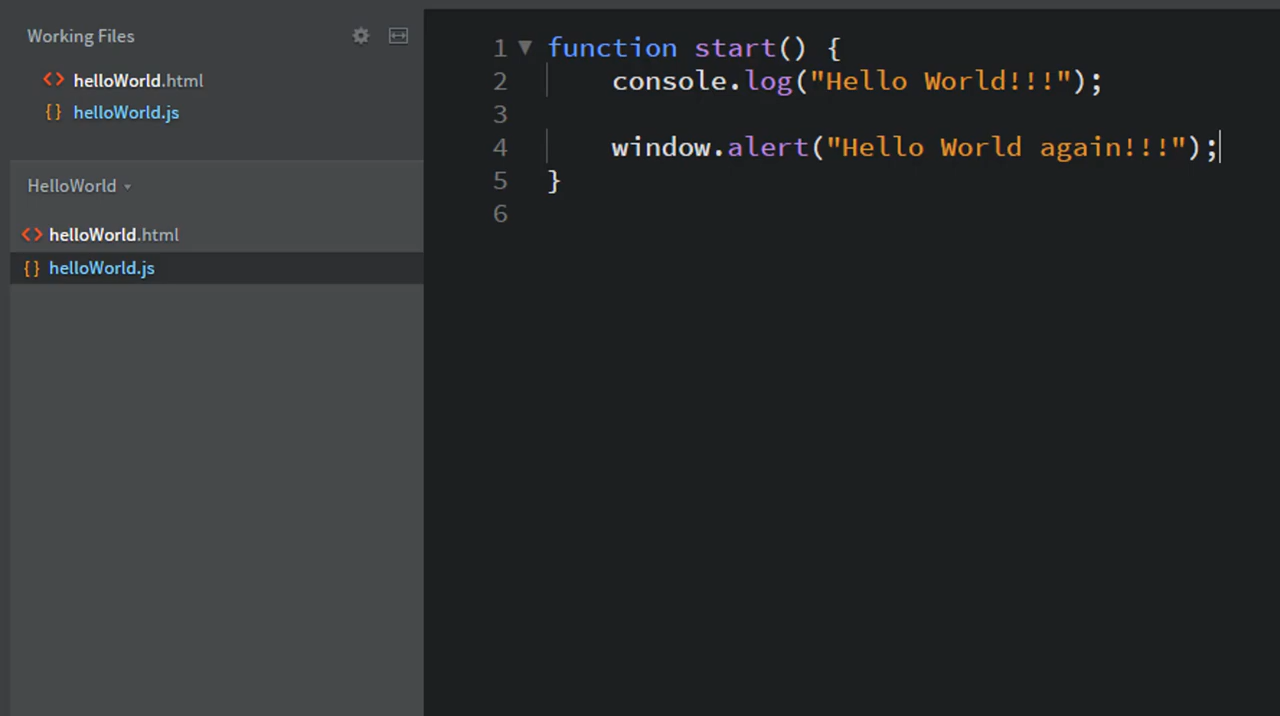 Working Files
<> helloWorld.html
{} helloWorld.js
HelloWorld
<> helloWorld.html
{} helloWorld.js
1 function start() {
2 console.log("Hello World!!!");
3
4 window.alert("Hello World again!!!");
5 }
6